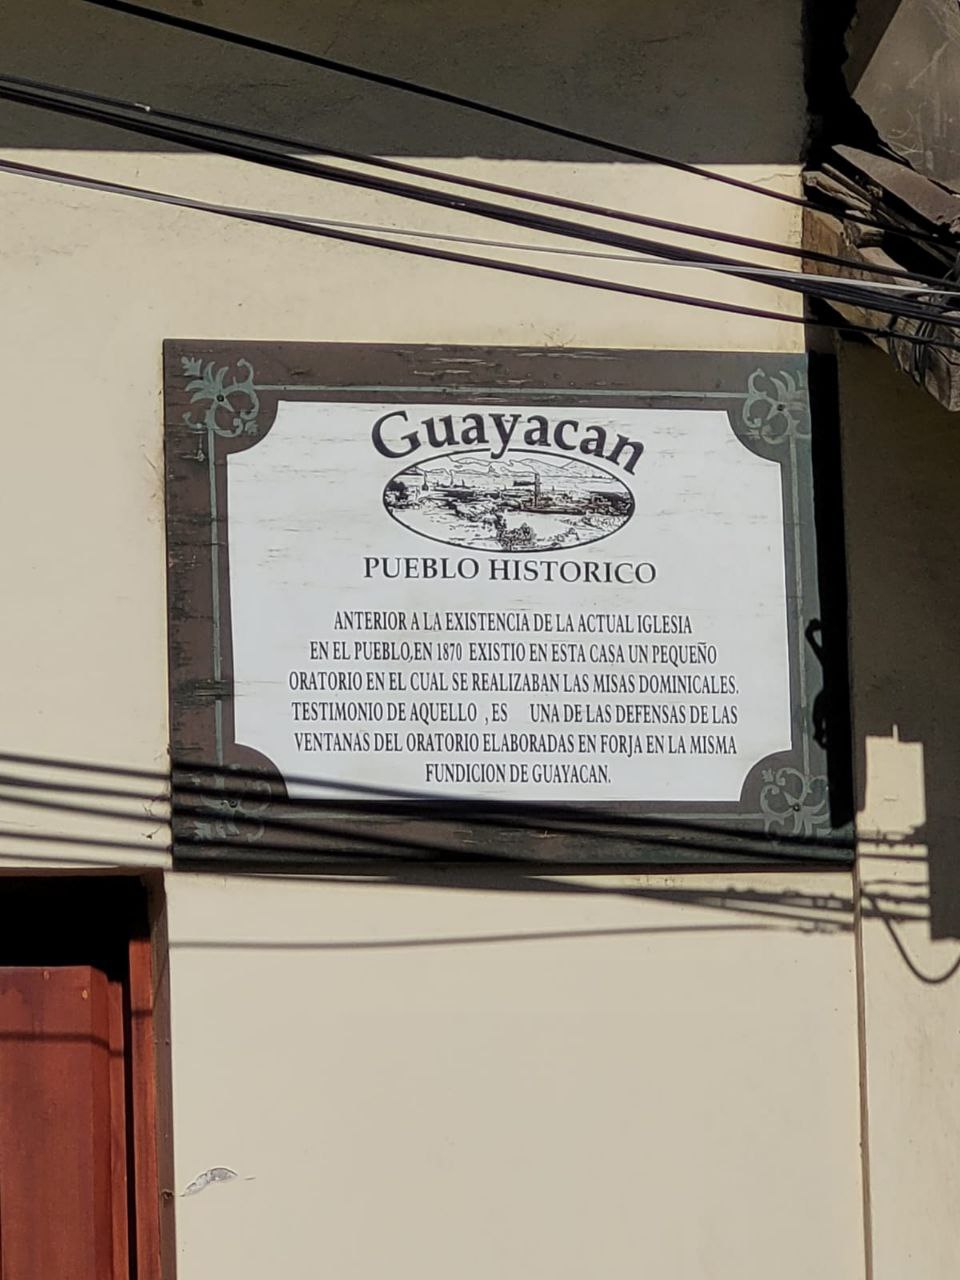 Guayacan
PUEBLO HISTORICO
ANTERIOR A LA EXISTENCIA DE LA ACTUAL IGLESIA
EN EL PUEBLO,EN 1870 EXISTIO EN ESTA CASA UN PEQUEÑO
ORATORIO EN EL CUAL SE REALIZABAN LAS MISAS DOMINICALES.
TESTIMONIO DE AQUELLO , ES UNA DE LAS DEFENSAS DE LAS
VENTANAS DEL ORATORIO ELABORADAS EN FORJA EN LA MISMA
FUNDICION DE GUAYACAN.